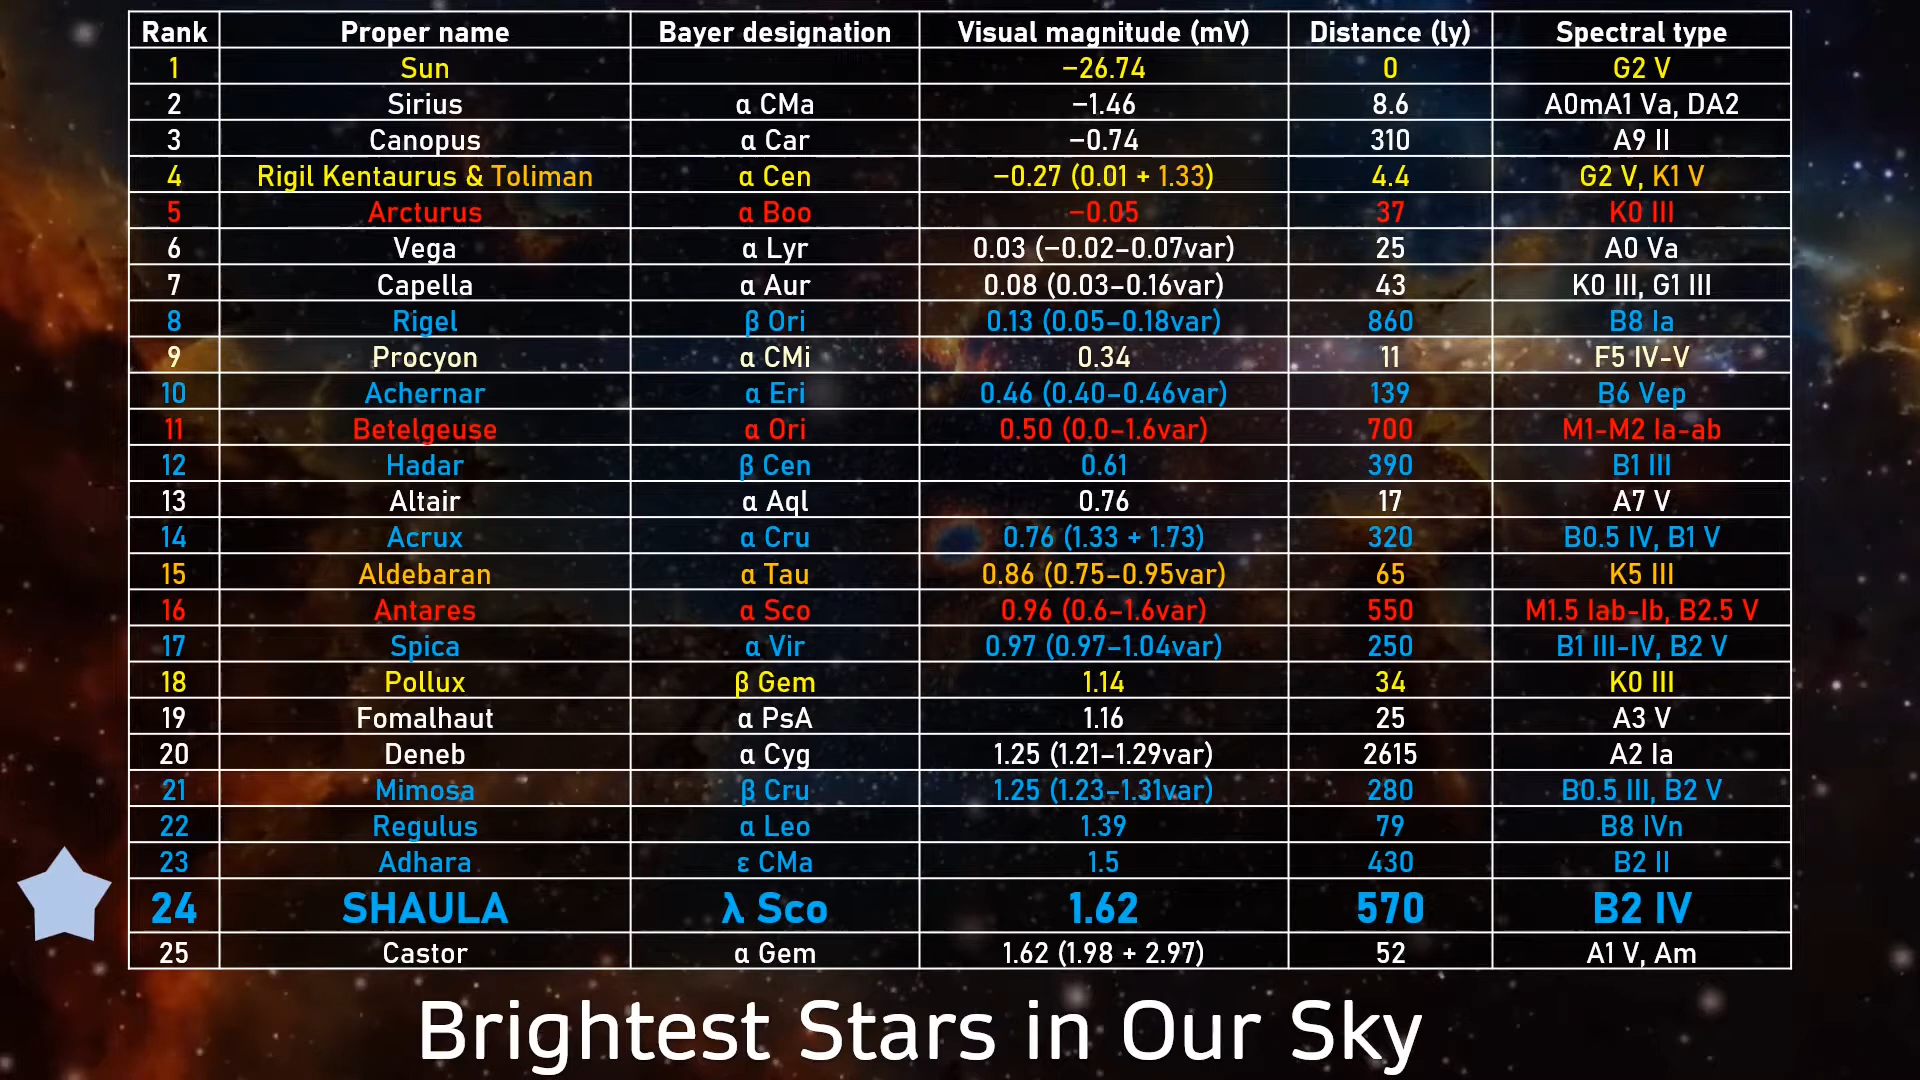 Rank Proper name Bayer designation Visual magnitude (mV) Distance (ly) Spectral type
1 Sun −26.74 0 G2 V
2 Sirius α CMa −1.46 8.6 A0mA1 Va, DA2
3 Canopus α Car −0.74 310 A9 II
4 Rigil Kentaurus & Toliman α Cen −0.27 (0.01 + 1.33) 4.4 G2 V, K1 V
5 Arcturus α Boo −0.05 37 K0 III
6 Vega α Lyr 0.03 (−0.02–0.07var) 25 A0 Va
7 Capella α Aur 0.08 (0.03–0.16var) 43 K0 III, G1 III
8 Rigel β Ori 0.13 (0.05–0.18var) 860 B8 Ia
9 Procyon α CMi 0.34 11 F5 IV-V
10 Achernar α Eri 0.46 (0.40–0.46var) 139 B6 Vep
11 Betelgeuse α Ori 0.50 (0.0–1.6var) 700 M1-M2 Ia-ab
12 Hadar β Cen 0.61 390 B1 III
13 Altair α Aql 0.76 17 A7 V
14 Acrux α Cru 0.76 (1.33 + 1.73) 320 B0.5 IV, B1 V
15 Aldebaran α Tau 0.86 (0.75–0.95var) 65 K5 III
16 Antares α Sco 0.96 (0.6–1.6var) 550 M1.5 Iab-Ib, B2.5 V
17 Spica α Vir 0.97 (0.97–1.04var) 250 B1 III-IV, B2 V
18 Pollux β Gem 1.14 34 K0 III
19 Fomalhaut α PsA 1.16 25 A3 V
20 Deneb α Cyg 1.25 (1.21–1.29var) 2615 A2 Ia
21 Mimosa β Cru 1.25 (1.23–1.31var) 280 B0.5 III, B2 V
22 Regulus α Leo 1.39 79 B8 IVn
23 Adhara ε CMa 1.5 430 B2 II
24 SHAULA λ Sco 1.62 570 B2 IV
25 Castor α Gem 1.62 (1.98 + 2.97) 52 A1 V, Am
Brightest Stars in Our Sky